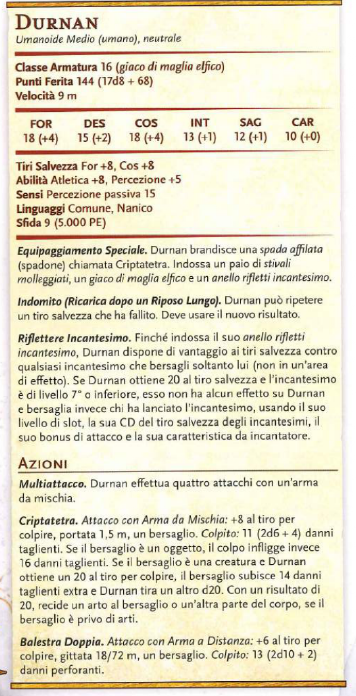 DURNAN
Umanoide Medio (umano), neutrale
Classe Armatura 16 (giaco di maglia elfico)
Punti Ferita 144 (17d8 + 68)
Velocità 9 m
FOR DES COS INT SAG CAR
18 (+4) 15 (+2) 18 (+4) 13 (+1) 12 (+1) 10 (+0)
Tiri Salvezza For +8, Cos +8
Abilità Atletica +8, Percezione +5
Sensi Percezione passiva 15
Linguaggi Comune, Nanico
Sfida 9 (5.000 PE)
Equipaggiamento Speciale. Durnan brandisce una spada affilata
(spadone) chiamata Criptatetra. Indossa un paio di stivali
molleggiati, un giaco di maglia elfico e un anello rifletti incantesimo.
Indomito (Ricarica dopo un Riposo Lungo). Durnan può ripetere
un tiro salvezza che ha fallito. Deve usare il nuovo risultato.
Riflettere Incantesimo. Finché indossa il suo anello rifletti
incantesimo, Durnan dispone di vantaggio ai tiri salvezza contro
qualsiasi incantesimo che bersagli soltanto lui (non in un'area
di effetto). Se Durnan ottiene 20 al tiro salvezza e l'incantesimo
è di livello 7° o inferiore, esso non ha alcun effetto su Durnan
e bersaglia invece chi ha lanciato l'incantesimo, usando il suo
livello di slot, la sua CD del tiro salvezza degli incantesimi, il
suo bonus di attacco e la sua caratteristica da incantatore.
AZIONI
Multiattacco. Durnan effettua quattro attacchi con un'arma
da mischia.
Criptatetra. Attacco con Arma da Mischia: +8 al tiro per
colpire, portata 1,5 m, un bersaglio. Colpito: 11 (2d6 + 4) danni
taglienti. Se il bersaglio è un oggetto, il colpo infligge invece
16 danni taglienti. Se il bersaglio è una creatura e Durnan
ottiene un 20 al tiro per colpire, il bersaglio subisce 14 danni
taglienti extra e Durnan tira un altro d20. Con un risultato di
20, recide un arto al bersaglio o un'altra parte del corpo, se il
bersaglio è privo di arti.
Balestra Doppia. Attacco con Arma a Distanza: +6 al tiro per
colpire, gittata 18/72 m, un bersaglio. Colpito: 13 (2d10 + 2)
danni perforanti.